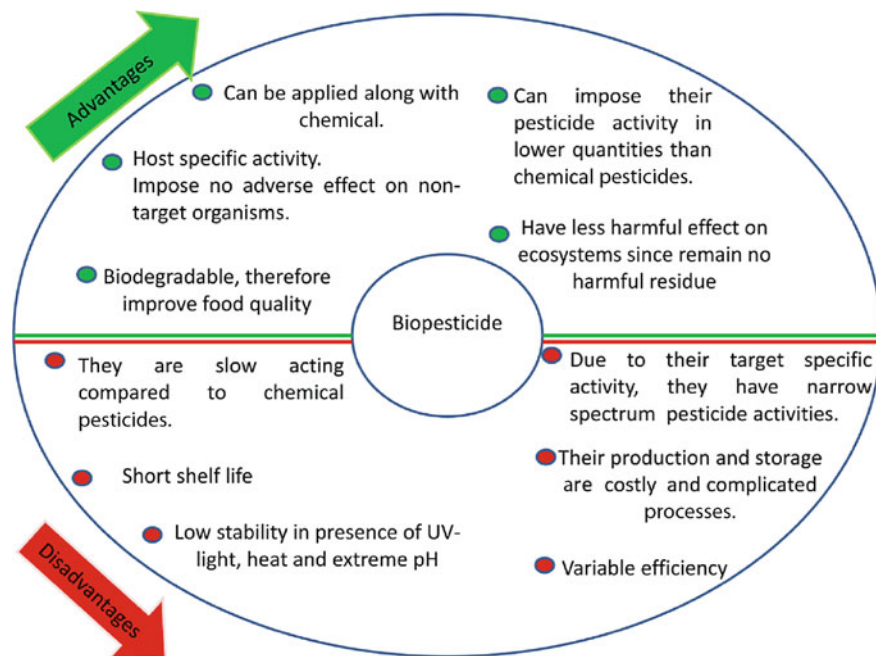 Advantages
Can be applied along with
chemical.
Host specific activity.
Impose no adverse effect on non-
target organisms.
Biodegradable, therefore
improve food quality
Can impose their
pesticide activity in
lower quantities than
chemical pesticides.
Have less harmful effect on
ecosystems since remain no
harmful residue
Biopesticide
They are slow acting
compared to chemical
pesticides.
Short shelf life
Low stability in presence of UV-
light, heat and extreme pH
Due to their target specific
activity, they have narrow
spectrum pesticide activities.
Their production and storage
are costly and complicated
processes.
Variable efficiency
Disadvantages